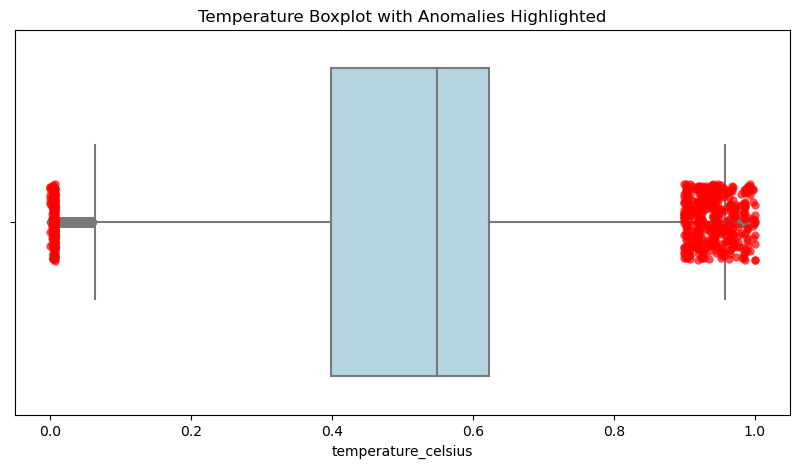 Temperature Boxplot with Anomalies Highlighted
0.0 0.2 0.4 0.6 0.8 1.0
temperature_celsius